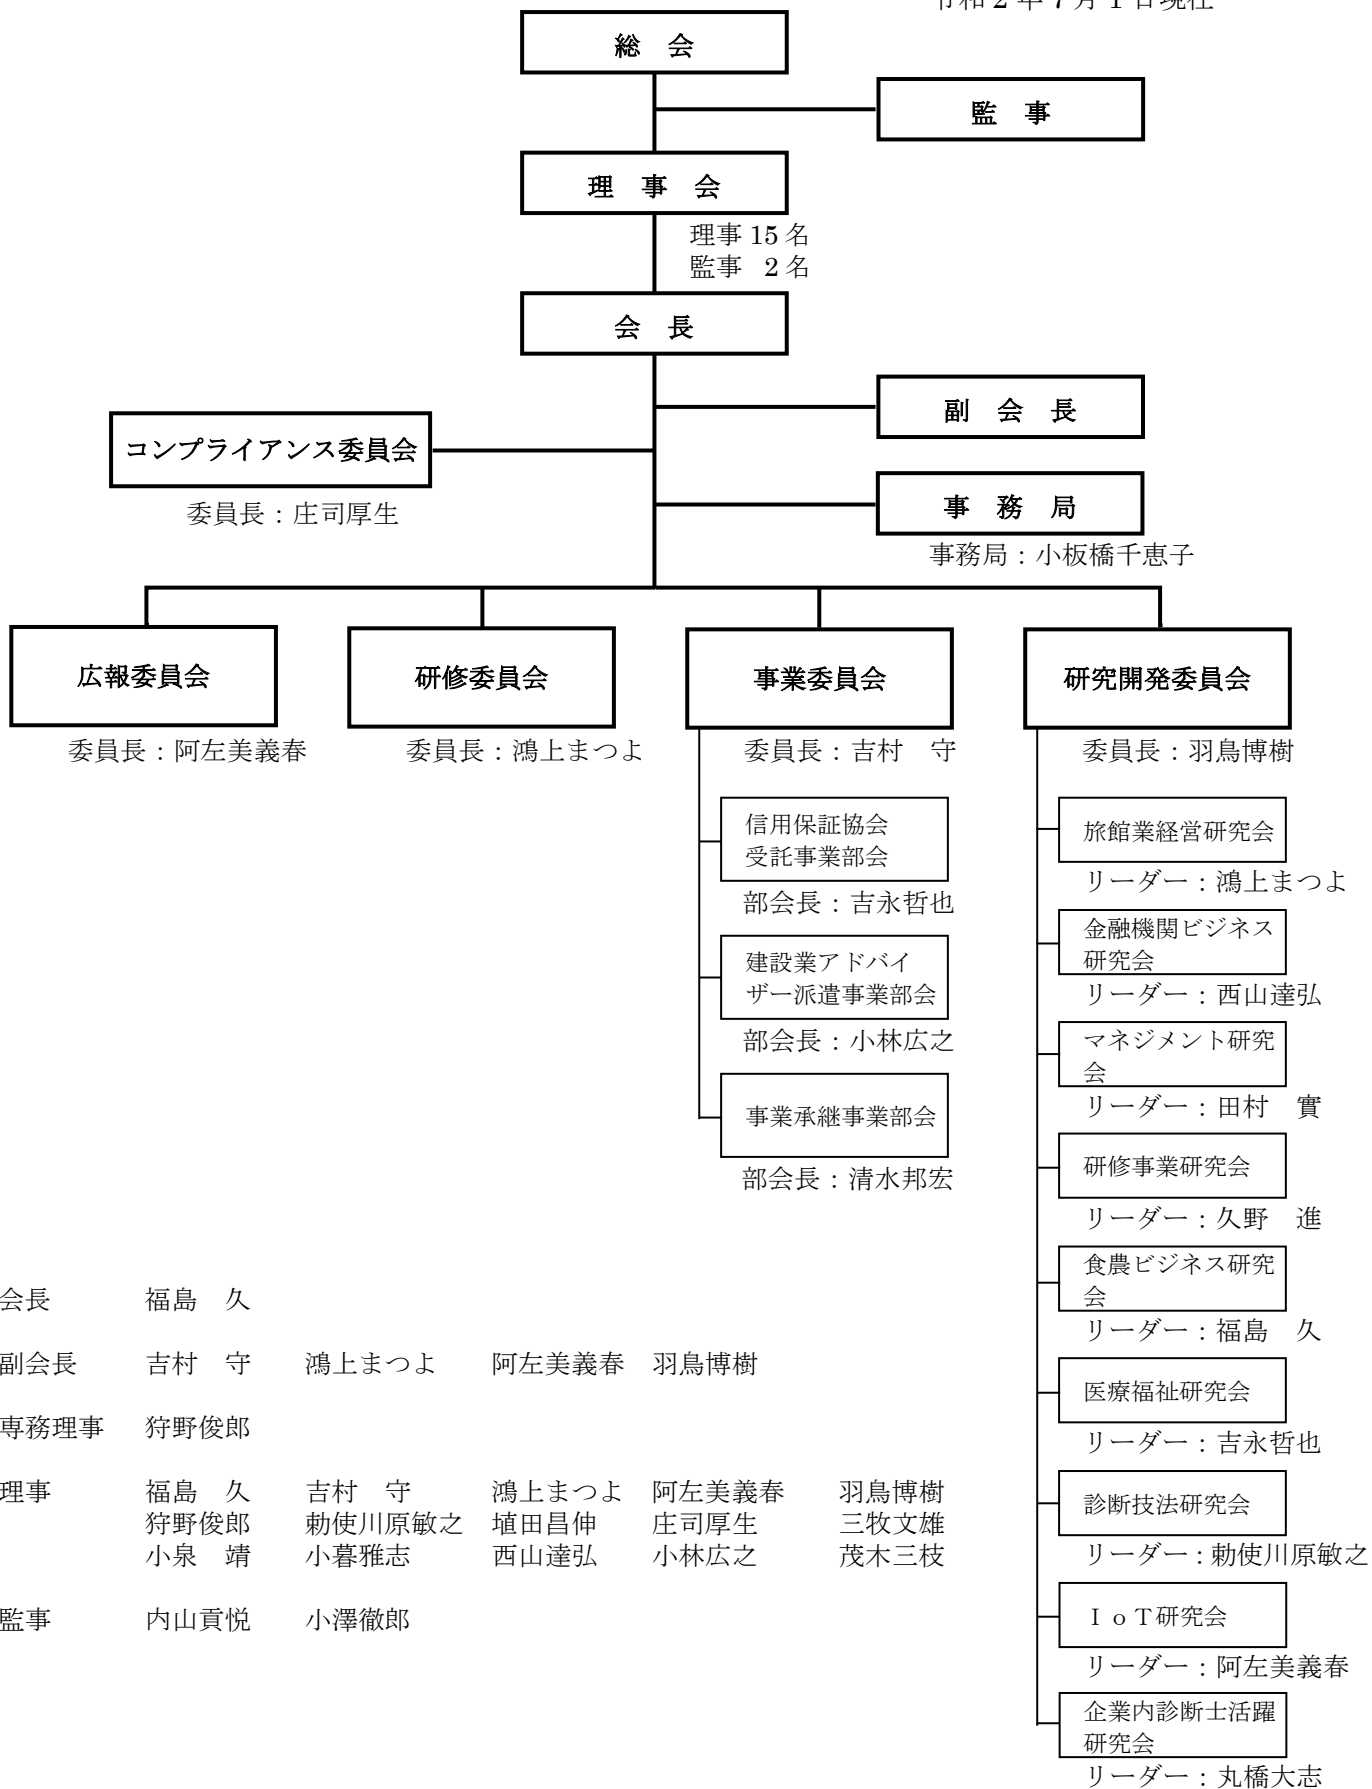 令和２年７月１日現在
総　会
監　事
理　事　会
理事 15 名
監事　2 名
会　長
副　会　長
コンプライアンス委員会
委員長：庄司厚生
事　務　局
事務局：小板橋千恵子
広報委員会
委員長：阿左美義春
研修委員会
委員長：鴻上まつよ
事業委員会
委員長：吉村　守
信用保証協会
受託事業部会
部会長：吉永哲也
建設業アドバイ
ザー派遣事業部会
部会長：小林広之
事業承継事業部会
部会長：清水邦宏
研究開発委員会
委員長：羽鳥博樹
旅館業経営研究会
リーダー：鴻上まつよ
金融機関ビジネス
研究会
リーダー：西山達弘
マネジメント研究
会
リーダー：田村　實
研修事業研究会
リーダー：久野　進
食農ビジネス研究
会
リーダー：福島　久
医療福祉研究会
リーダー：吉永哲也
診断技法研究会
リーダー：勅使川原敏之
ＩｏＴ研究会
リーダー：阿左美義春
企業内診断士活躍
研究会
リーダー：丸橋大志
会長　福島　久
副会長　吉村　守　鴻上まつよ　阿左美義春　羽鳥博樹
専務理事　狩野俊郎
理事　福島　久　吉村　守　鴻上まつよ　阿左美義春　羽鳥博樹
狩野俊郎　勅使川原敏之　埴田昌伸　庄司厚生　三牧文雄
小泉　靖　小暮雅志　西山達弘　小林広之　茂木三枝
監事　内山貢悦　小澤徹郎